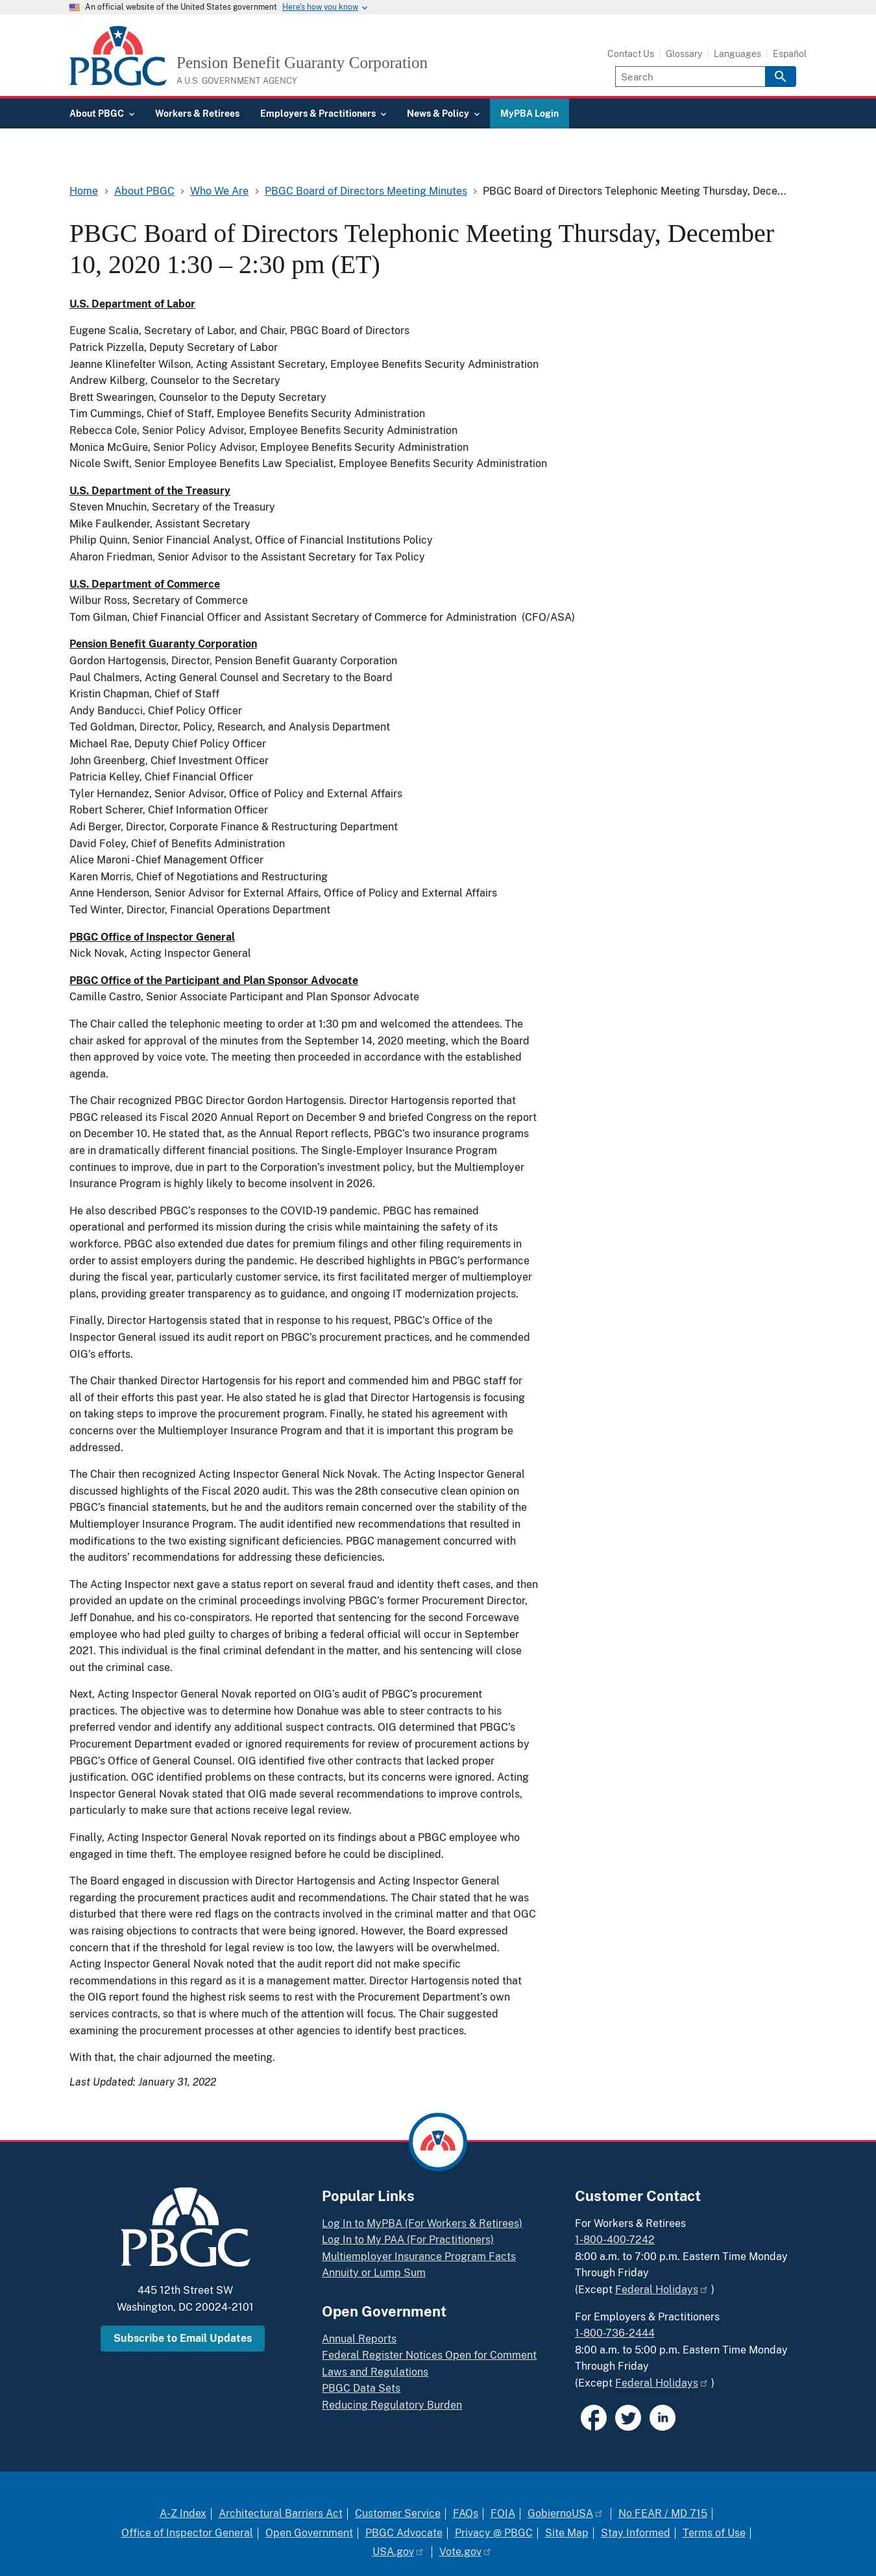 An official website of the United States government Here's how you know
PBGC
Pension Benefit Guaranty Corporation
A U.S. GOVERNMENT AGENCY
Contact Us | Glossary | Languages | Español
Search
About PBGC
Workers & Retirees
Employers & Practitioners
News & Policy
MyPBA Login
Home > About PBGC > Who We Are > PBGC Board of Directors Meeting Minutes > PBGC Board of Directors Telephonic Meeting Thursday, Dece...
PBGC Board of Directors Telephonic Meeting Thursday, December
10, 2020 1:30 – 2:30 pm (ET)
U.S. Department of Labor
Eugene Scalia, Secretary of Labor, and Chair, PBGC Board of Directors
Patrick Pizzella, Deputy Secretary of Labor
Jeanne Klinefelter Wilson, Acting Assistant Secretary, Employee Benefits Security Administration
Andrew Kilberg, Counselor to the Secretary
Brett Swearingen, Counselor to the Deputy Secretary
Tim Cummings, Chief of Staff, Employee Benefits Security Administration
Rebecca Cole, Senior Policy Advisor, Employee Benefits Security Administration
Monica McGuire, Senior Policy Advisor, Employee Benefits Security Administration
Nicole Swift, Senior Employee Benefits Law Specialist, Employee Benefits Security Administration
U.S. Department of the Treasury
Steven Mnuchin, Secretary of the Treasury
Mike Faulkender, Assistant Secretary
Philip Quinn, Senior Financial Analyst, Office of Financial Institutions Policy
Aharon Friedman, Senior Advisor to the Assistant Secretary for Tax Policy
U.S. Department of Commerce
Wilbur Ross, Secretary of Commerce
Tom Gilman, Chief Financial Officer and Assistant Secretary of Commerce for Administration (CFO/ASA)
Pension Benefit Guaranty Corporation
Gordon Hartogensis, Director, Pension Benefit Guaranty Corporation
Paul Chalmers, Acting General Counsel and Secretary to the Board
Kristin Chapman, Chief of Staff
Andy Banducci, Chief Policy Officer
Ted Goldman, Director, Policy, Research, and Analysis Department
Michael Rae, Deputy Chief Policy Officer
John Greenberg, Chief Investment Officer
Patricia Kelley, Chief Financial Officer
Tyler Hernandez, Senior Advisor, Office of Policy and External Affairs
Robert Scherer, Chief Information Officer
Adi Berger, Director, Corporate Finance & Restructuring Department
David Foley, Chief of Benefits Administration
Alice Maroni-Chief Management Officer
Karen Morris, Chief of Negotiations and Restructuring
Anne Henderson, Senior Advisor for External Affairs, Office of Policy and External Affairs
Ted Winter, Director, Financial Operations Department
PBGC Office of Inspector General
Nick Novak, Acting Inspector General
PBGC Office of the Participant and Plan Sponsor Advocate
Camille Castro, Senior Associate Participant and Plan Sponsor Advocate
The Chair called the telephonic meeting to order at 1:30 pm and welcomed the attendees. The
chair asked for approval of the minutes from the September 14, 2020 meeting, which the Board
then approved by voice vote. The meeting then proceeded in accordance with the established
agenda.
The Chair recognized PBGC Director Gordon Hartogensis. Director Hartogensis reported that
PBGC released its Fiscal 2020 Annual Report on December 9 and briefed Congress on the report
on December 10. He stated that, as the Annual Report reflects, PBGC's two insurance programs
are in dramatically different financial positions. The Single-Employer Insurance Program
continues to improve, due in part to the Corporation's investment policy, but the Multiemployer
Insurance Program is highly likely to become insolvent in 2026.
He also described PBGC's responses to the COVID-19 pandemic. PBGC has remained
operational and performed its mission during the crisis while maintaining the safety of its
workforce. PBGC also extended due dates for premium filings and other filing requirements in
order to assist employers during the pandemic. He described highlights in PBGC's performance
during the fiscal year, particularly customer service, its first facilitated merger of multiemployer
plans, providing greater transparency as to guidance, and ongoing IT modernization projects.
Finally, Director Hartogensis stated that in response to his request, PBGC's Office of the
Inspector General issued its audit report on PBGC's procurement practices, and he commended
OIG's efforts.
The Chair thanked Director Hartogensis for his report and commended him and PBGC staff for
all of their efforts this past year. He also stated he is glad that Director Hartogensis is focusing
on taking steps to improve the procurement program. Finally, he stated his agreement with
concerns over the Multiemployer Insurance Program and that it is important this program be
addressed.
The Chair then recognized Acting Inspector General Nick Novak. The Acting Inspector General
discussed highlights of the Fiscal 2020 audit. This was the 28th consecutive clean opinion on
PBGC's financial statements, but he and the auditors remain concerned over the stability of the
Multiemployer Insurance Program. The audit identified new recommendations that resulted in
modifications to the two existing significant deficiencies. PBGC management concurred with
the auditors' recommendations for addressing these deficiencies.
The Acting Inspector next gave a status report on several fraud and identity theft cases, and then
provided an update on the criminal proceedings involving PBGC's former Procurement Director,
Jeff Donahue, and his co-conspirators. He reported that sentencing for the second Forcewave
employee who had pled guilty to charges of bribing a federal official will occur in September
2021. This individual is the final criminal defendant in the matter, and his sentencing will close
out the criminal case.
Next, Acting Inspector General Novak reported on OIG's audit of PBGC's procurement
practices. The objective was to determine how Donahue was able to steer contracts to his
preferred vendor and identify any additional suspect contracts. OIG determined that PBGC's
Procurement Department evaded or ignored requirements for review of procurement actions by
PBGC's Office of General Counsel. OIG identified five other contracts that lacked proper
justification. OGC identified problems on these contracts, but its concerns were ignored. Acting
Inspector General Novak stated that OIG made several recommendations to improve controls,
particularly to make sure that actions receive legal review.
Finally, Acting Inspector General Novak reported on its findings about a PBGC employee who
engaged in time theft. The employee resigned before he could be disciplined.
The Board engaged in discussion with Director Hartogensis and Acting Inspector General
regarding the procurement practices audit and recommendations. The Chair stated that he was
disturbed that there were red flags on the contracts involved in the criminal matter and that OGC
was raising objections to contracts that were being ignored. However, the Board expressed
concern that if the threshold for legal review is too low, the lawyers will be overwhelmed.
Acting Inspector General Novak noted that the audit report did not make specific
recommendations in this regard as it is a management matter. Director Hartogensis noted that
the OIG report found the highest risk seems to rest with the Procurement Department's own
services contracts, so that is where much of the attention will focus. The Chair suggested
examining the procurement processes at other agencies to identify best practices.
With that, the chair adjourned the meeting.
Last Updated: January 31, 2022
PBGC
445 12th Street SW
Washington, DC 20024-2101
Subscribe to Email Updates
Popular Links
Log In to MyPBA (For Workers & Retirees)
Log In to My PAA (For Practitioners)
Multiemployer Insurance Program Facts
Annuity or Lump Sum
Open Government
Annual Reports
Federal Register Notices Open for Comment
Laws and Regulations
PBGC Data Sets
Reducing Regulatory Burden
Customer Contact
For Workers & Retirees
1-800-400-7242
8:00 a.m. to 7:00 p.m. Eastern Time Monday
Through Friday
(Except Federal Holidays )
For Employers & Practitioners
1-800-736-2444
8:00 a.m. to 5:00 p.m. Eastern Time Monday
Through Friday
(Except Federal Holidays )
A-Z Index | Architectural Barriers Act | Customer Service | FAQs | FOIA | GobiernoUSA | No FEAR / MD 715 |
Office of Inspector General | Open Government | PBGC Advocate | Privacy @ PBGC | Site Map | Stay Informed | Terms of Use |
USA.gov | Vote.gov